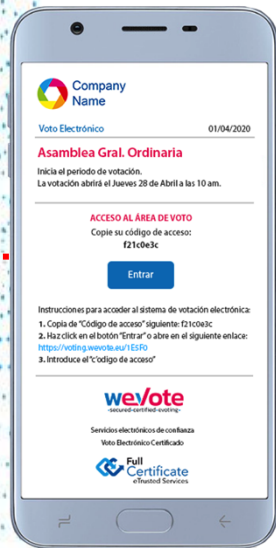 Company
Name
Voto Electrónico 01/04/2020
Asamblea Gral. Ordinaria
Inicia el periodo de votación.
La votación abrirá el Jueves 28 de Abril a las 10 am.
ACCESO AL ÁREA DE VOTO
Copie su código de acceso:
f21c0e3c
Entrar
Instrucciones para acceder al sistema de votación electrónica:
1. Copia de "Código de acceso" siguiente: f21c0e3c
2. Haz click en el botón "Entrar" o abre en el siguiente enlace:
https://voting.wevote.eu/1ESF0
3. Introduce el "c'odigo de acceso"
wevote
-secured-certified-evoting-
Servicios electrónicos de confianza
Voto Electrónico Certificado
Full
Certificate
eTrusted Services